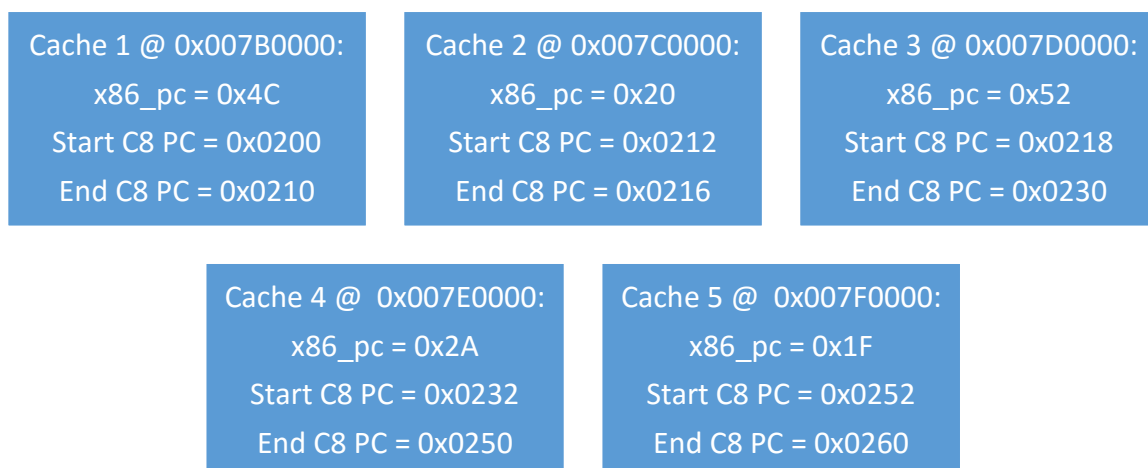 Cache 1 @ 0x007B0000:
x86_pc = 0x4C
Start C8 PC = 0x0200
End C8 PC = 0x0210
Cache 2 @ 0x007C0000:
x86_pc = 0x20
Start C8 PC = 0x0212
End C8 PC = 0x0216
Cache 3 @ 0x007D0000:
x86_pc = 0x52
Start C8 PC = 0x0218
End C8 PC = 0x0230
Cache 4 @  0x007E0000:
x86_pc = 0x2A
Start C8 PC = 0x0232
End C8 PC = 0x0250
Cache 5 @  0x007F0000:
x86_pc = 0x1F
Start C8 PC = 0x0252
End C8 PC = 0x0260